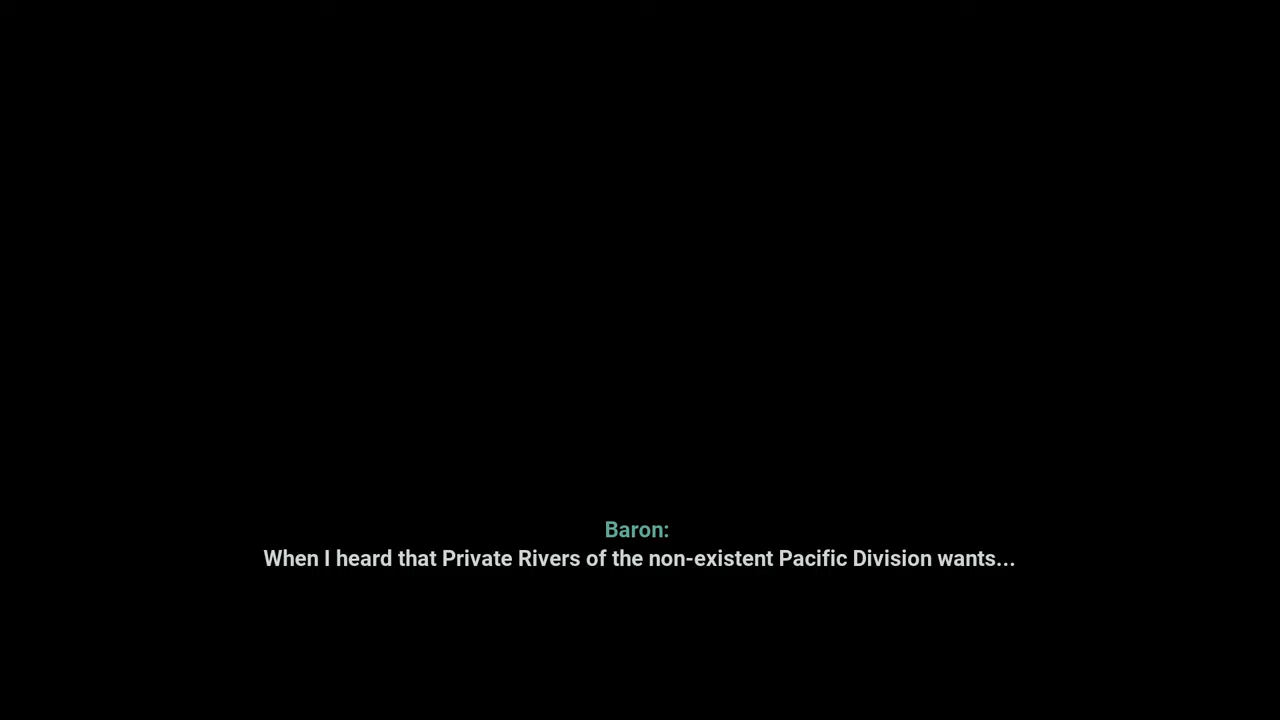 Baron:
When I heard that Private Rivers of the non-existent Pacific Division wants...